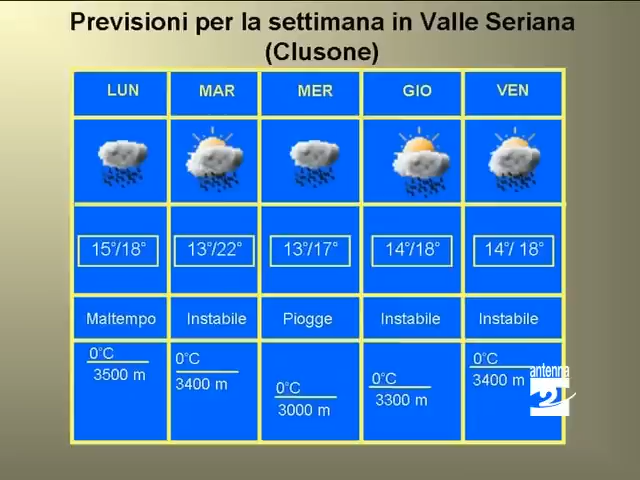 Previsioni per la settimana in Valle Seriana
(Clusone)
LUN MAR MER GIO VEN
15°/18° 13°/22° 13°/17° 14°/18° 14°/ 18°
Maltempo Instabile Piogge Instabile Instabile
0°C 0°C 0°C 0°C 0°C
3500 m 3400 m 3000 m 3300 m 3400 m
antenna
2